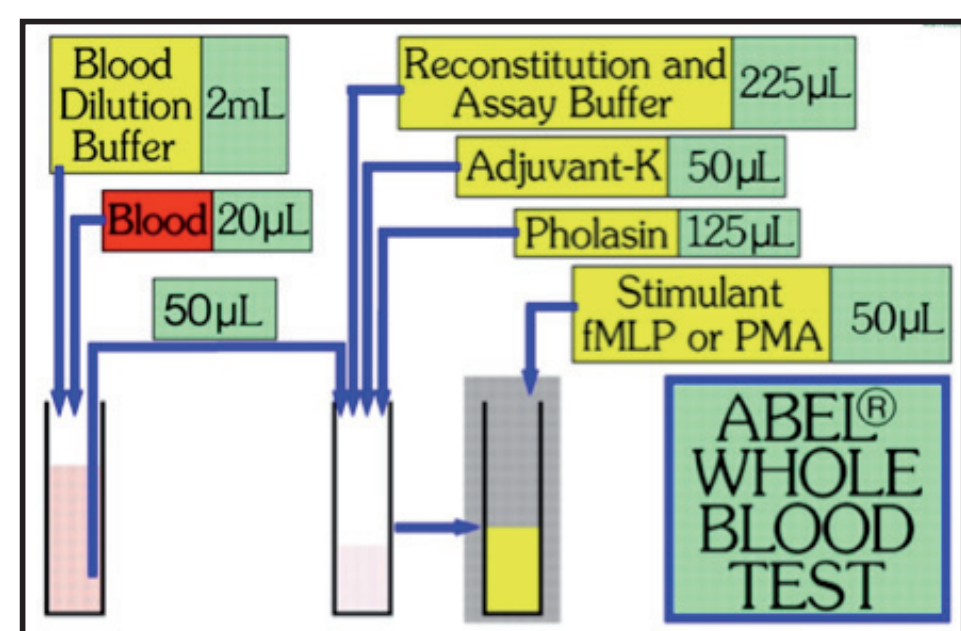 Blood
Dilution
Buffer
2mL
Blood
20µL
50µL
Reconstitution and
Assay Buffer
225µL
Adjuvant-K
50µL
Pholasin
125µL
Stimulant
fMLP or PMA
50µL
ABEL®
WHOLE
BLOOD
TEST